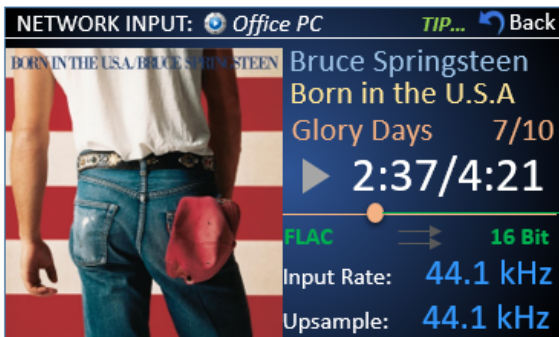 NETWORK INPUT: Office PC TIP... Back
BORN IN THE U.S.A./BRUCE SPRINGSTEEN
Bruce Springsteen
Born in the U.S.A
Glory Days 7/10
2:37/4:21
FLAC 16 Bit
Input Rate: 44.1 kHz
Upsample: 44.1 kHz